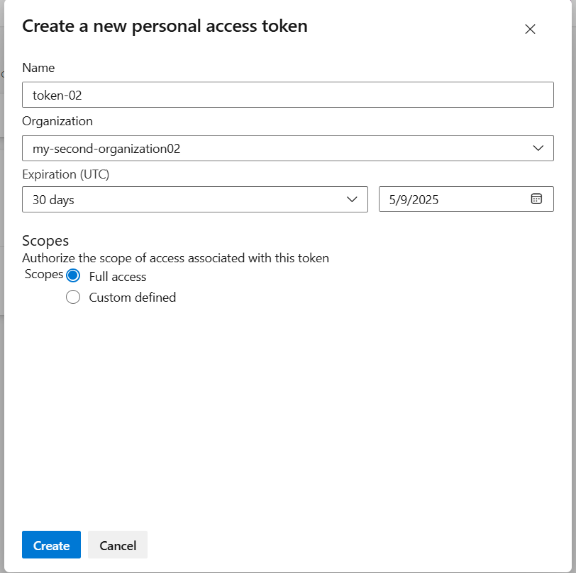 Create a new personal access token
Name
token-02
Organization
my-second-organization02
Expiration (UTC)
30 days
5/9/2025
Scopes
Authorize the scope of access associated with this token
Scopes
Full access
Custom defined
Create
Cancel